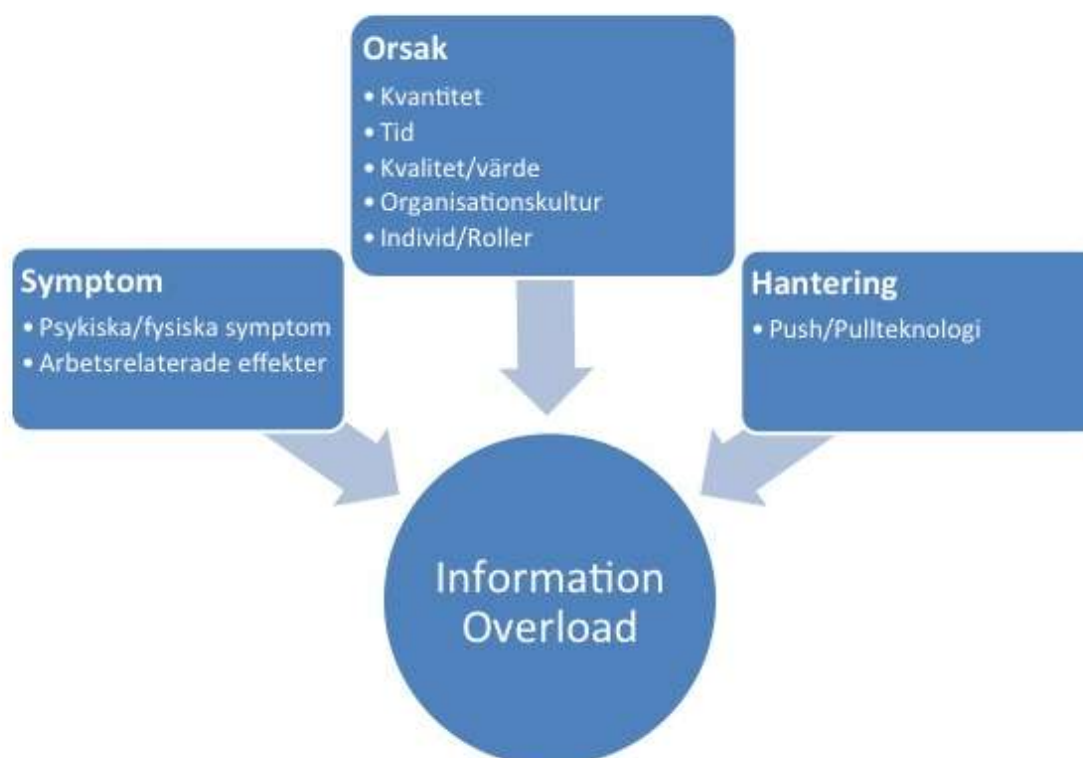 Orsak
• Kvantitet
• Tid
• Kvalitet/värde
• Organisationskultur
• Individ/Roller
Symptom
• Psykiska/fysiska symptom
• Arbetsrelaterade effekter
Hantering
• Push/Pullteknologi
Information
Overload